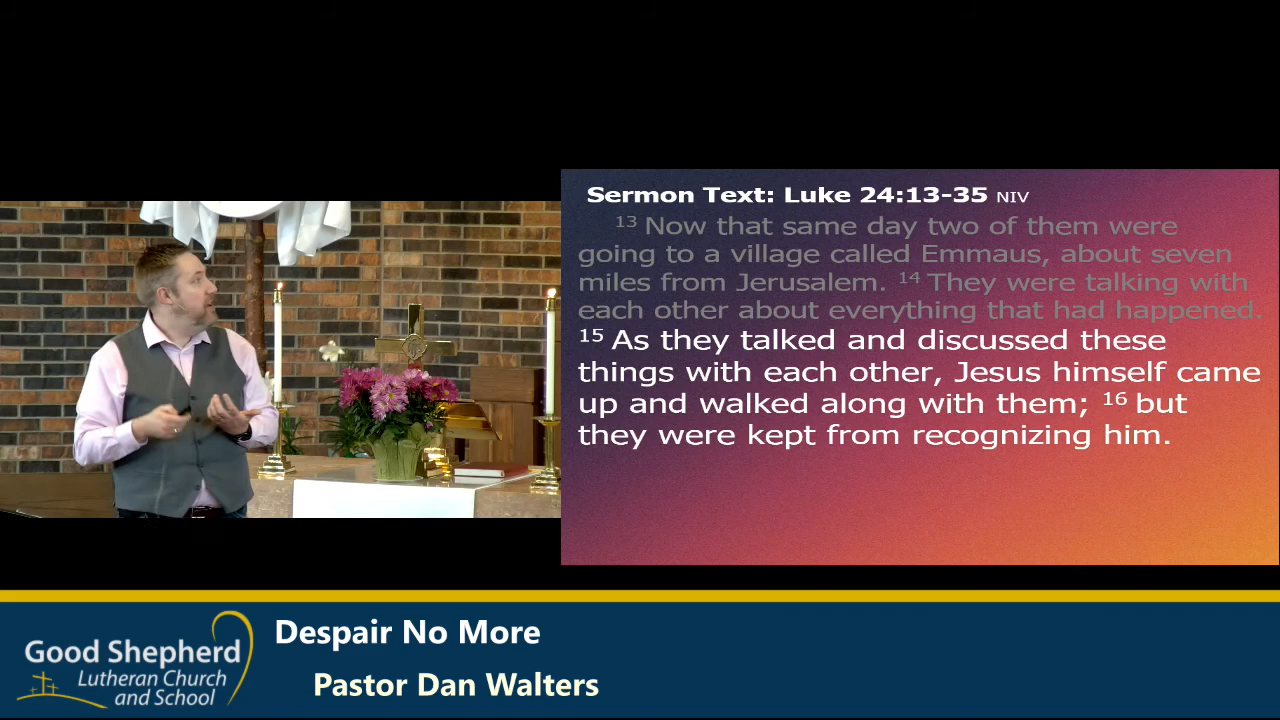 Sermon Text: Luke 24:13-35 NIV
13 Now that same day two of them were
going to a village called Emmaus, about seven
miles from Jerusalem. 14 They were talking with
each other about everything that had happened.
15 As they talked and discussed these
things with each other, Jesus himself came
up and walked along with them; 16 but
they were kept from recognizing him.
Good Shepherd
Lutheran Church
and School
Despair No More
Pastor Dan Walters